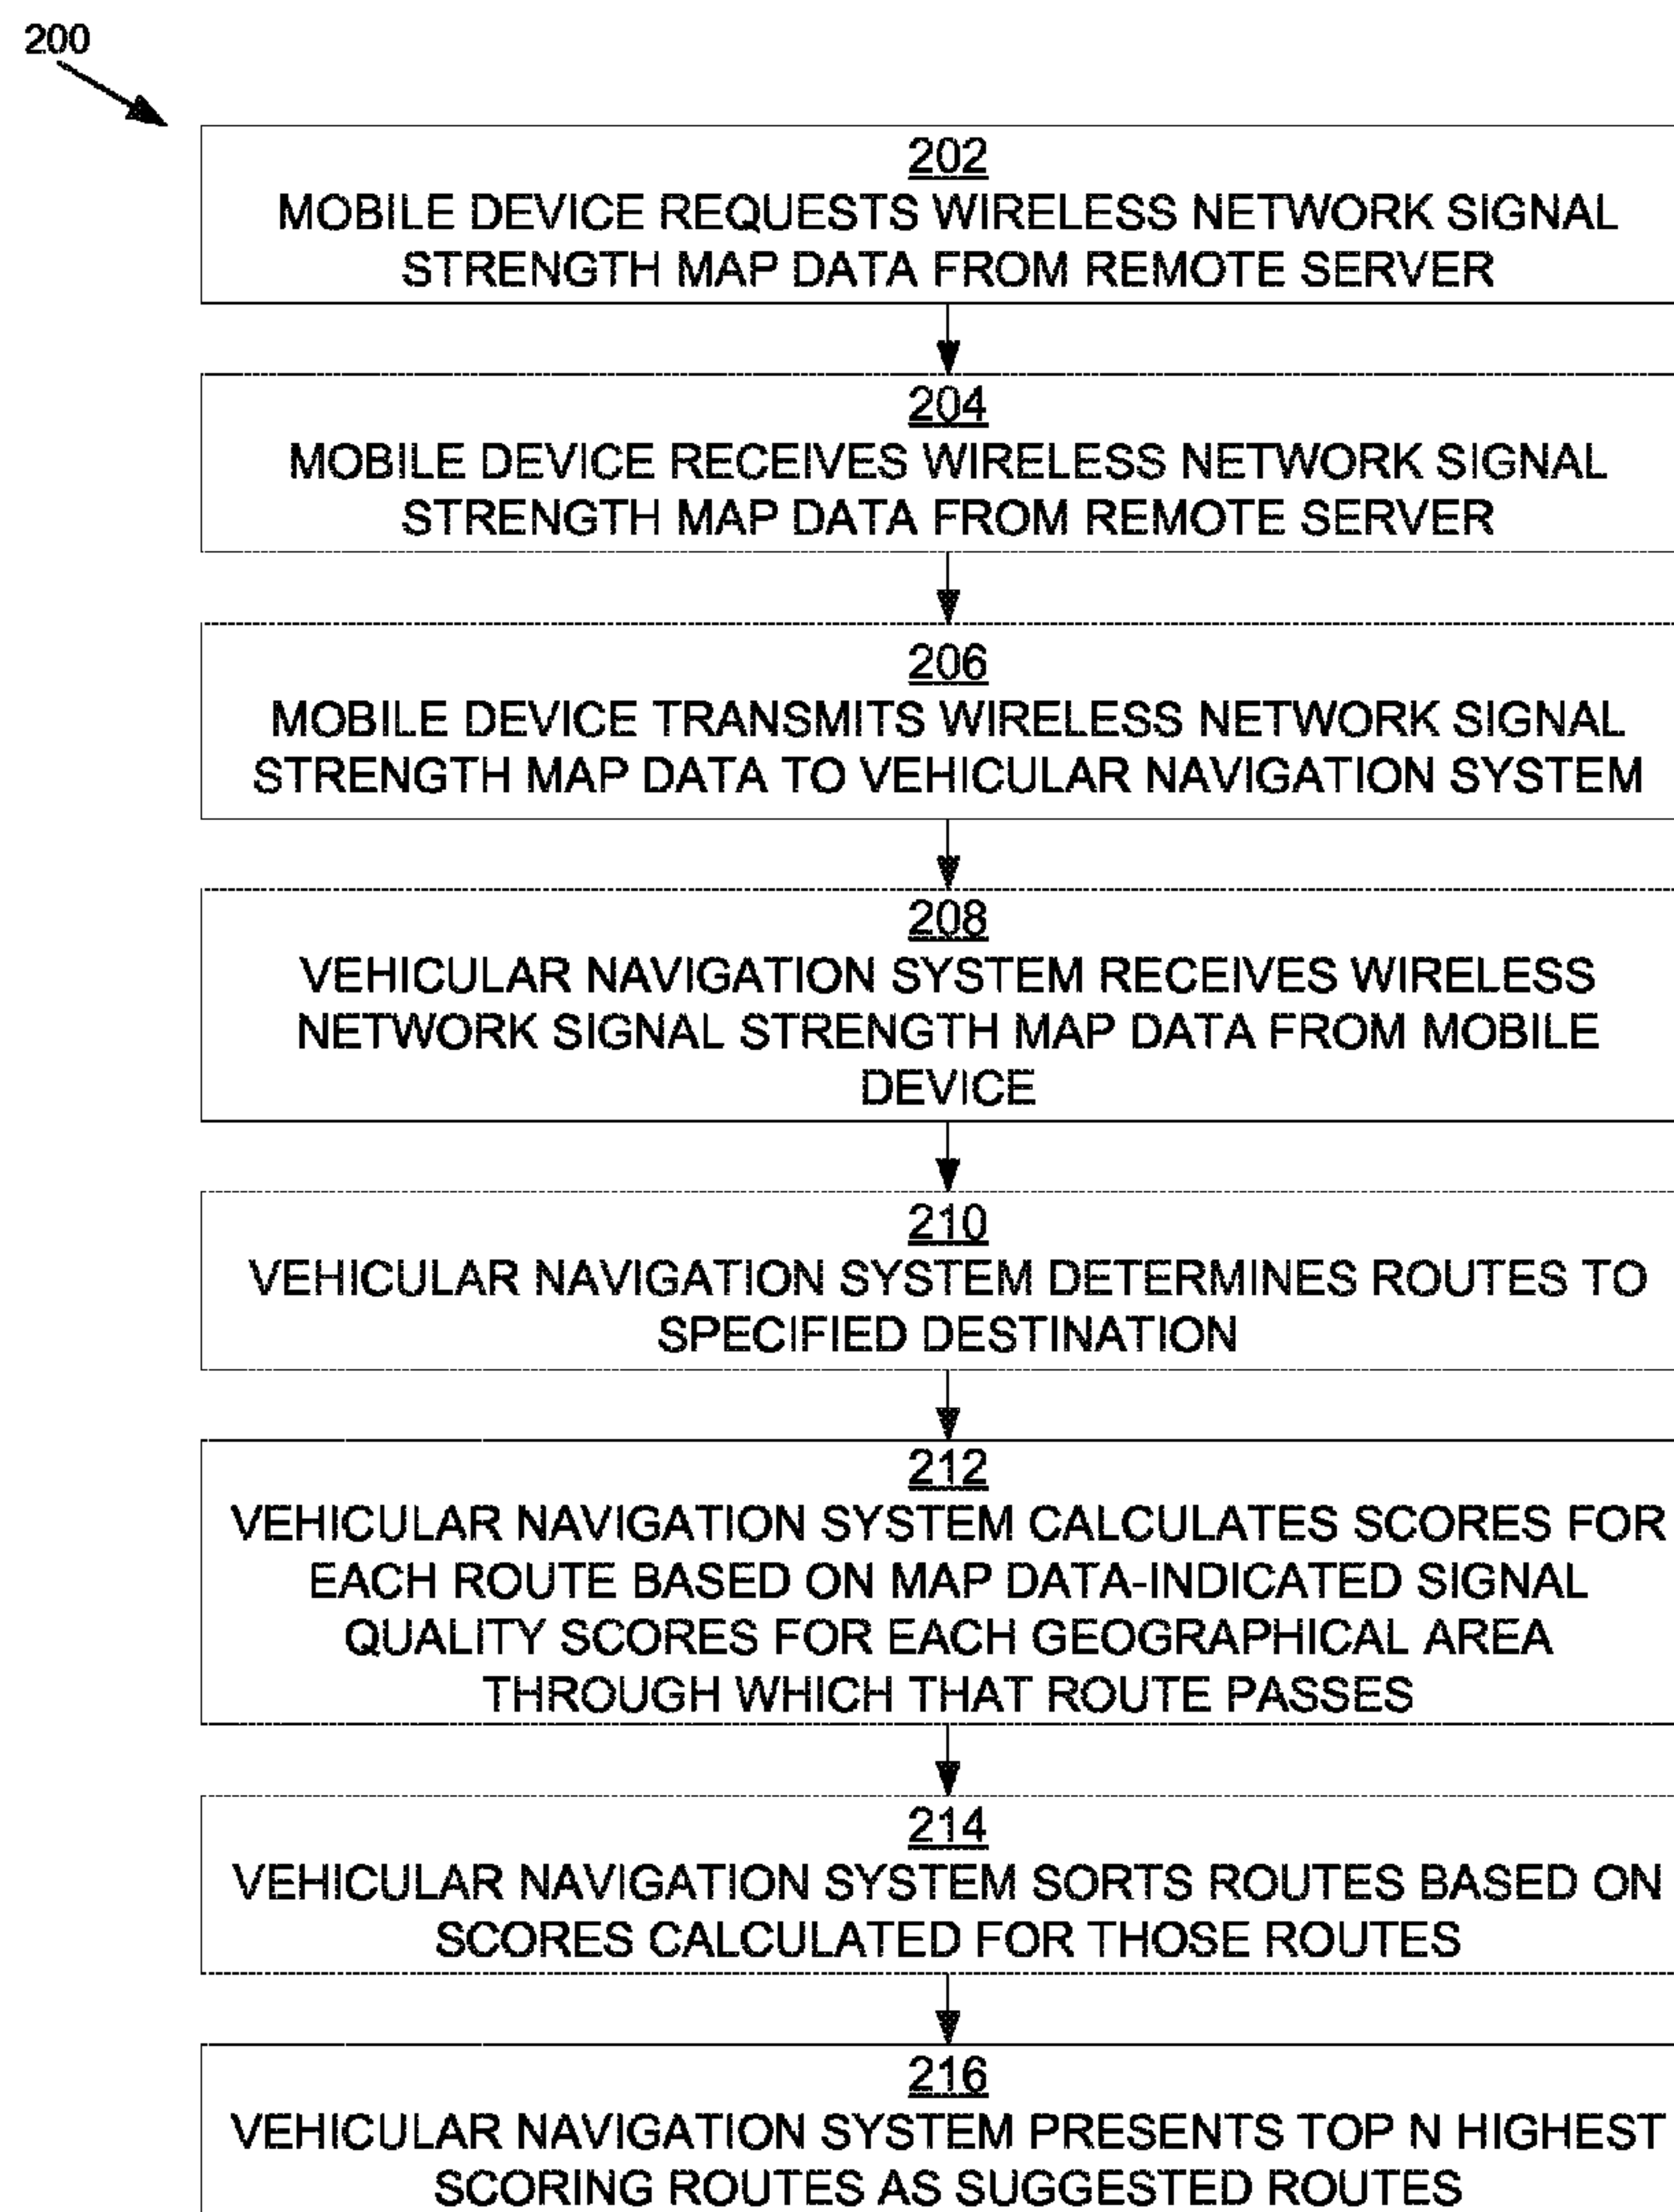 200
202
MOBILE DEVICE REQUESTS WIRELESS NETWORK SIGNAL
STRENGTH MAP DATA FROM REMOTE SERVER
204
MOBILE DEVICE RECEIVES WIRELESS NETWORK SIGNAL
STRENGTH MAP DATA FROM REMOTE SERVER
206
MOBILE DEVICE TRANSMITS WIRELESS NETWORK SIGNAL
STRENGTH MAP DATA TO VEHICULAR NAVIGATION SYSTEM
208
VEHICULAR NAVIGATION SYSTEM RECEIVES WIRELESS
NETWORK SIGNAL STRENGTH MAP DATA FROM MOBILE
DEVICE
210
VEHICULAR NAVIGATION SYSTEM DETERMINES ROUTES TO
SPECIFIED DESTINATION
212
VEHICULAR NAVIGATION SYSTEM CALCULATES SCORES FOR
EACH ROUTE BASED ON MAP DATA-INDICATED SIGNAL
QUALITY SCORES FOR EACH GEOGRAPHICAL AREA
THROUGH WHICH THAT ROUTE PASSES
214
VEHICULAR NAVIGATION SYSTEM SORTS ROUTES BASED ON
SCORES CALCULATED FOR THOSE ROUTES
216
VEHICULAR NAVIGATION SYSTEM PRESENTS TOP N HIGHEST
SCORING ROUTES AS SUGGESTED ROUTES